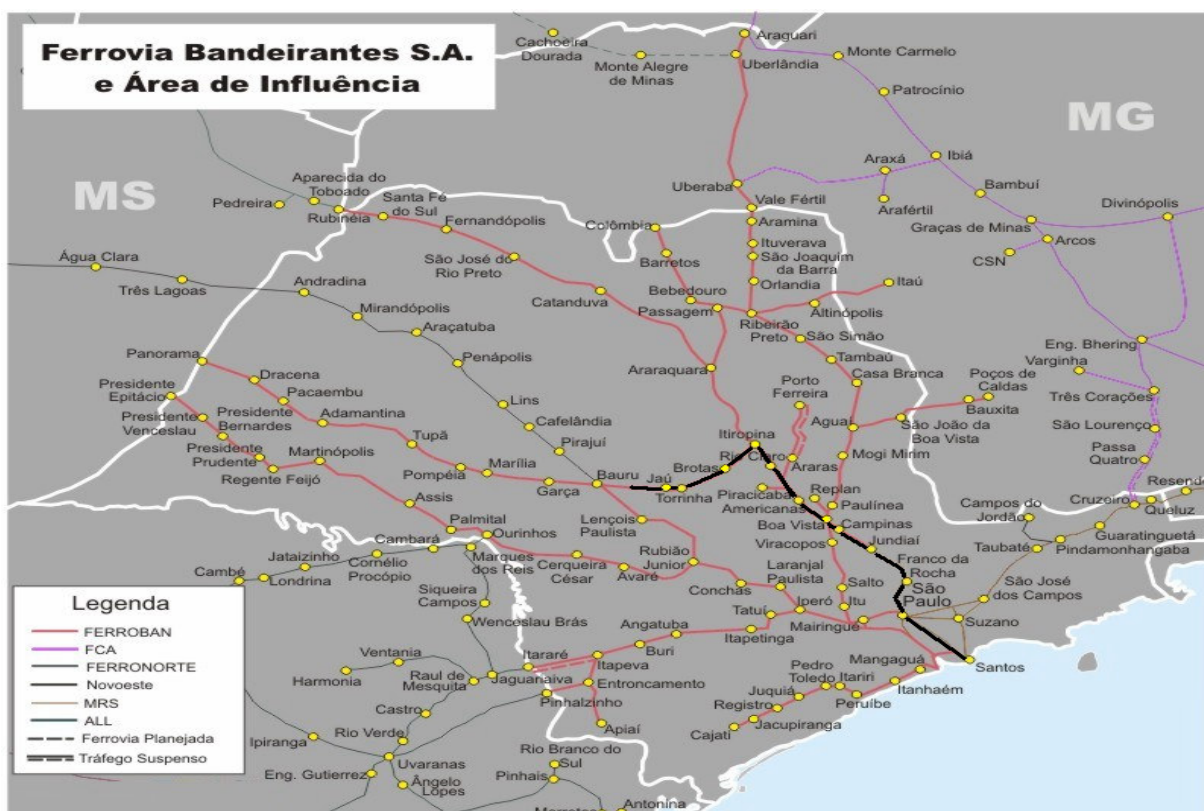 Ferrovia Bandeirantes S.A.
e Área de Influência
MS
MG
Cachoeira
Dourada
Monte Alegre
de Minas
Araguari
Uberlândia
Monte Carmelo
Patrocínio
Ibiá
Araxá
Arafértil
Bambuí
Divinópolis
Graças de Minas
Arcos
CSN
Uberaba
Vale Fértil
Aramina
Ituverava
São Joaquim
da Barra
Orlandia
Itaú
Altinópolis
Aparecida do
Toboado
Pedreira
Rubinéia
Santa Fé
do Sul
Fernandópolis
São José do
Rio Preto
Catanduva
Colômbia
Barretos
Bebedouro
Passagem
Ribeirão
Preto
São Simão
Tambaú
Casa Branca
Água Clara
Três Lagoas
Andradina
Mirandópolis
Araçatuba
Penápolis
Lins
Cafelândia
Pirajuí
Araraquara
Porto
Ferreira
Aguaí
Poços de
Caldas
Bauxita
São João da
Boa Vista
Eng. Bhering
Varginha
Três Corações
São Lourenço
Passa
Quatro
Panorama
Dracena
Pacaembu
Adamantina
Tupã
Pompéia
Marília
Garça
Bauru
Presidente
Epitácio
Presidente
Venceslau
Presidente
Bernardes
Presidente
Prudente
Regente Feijó
Martinópolis
Assis
Palmital
Ourinhos
Jaú
Torrinha
Brotas
Itiropina
Rio Claro
Araras
Mogi Mirim
Piracicaba
Americanas
Replan
Paulínea
Boa Vista
Campinas
Viracopos
Jundiaí
Franco da
Rocha
São
Paulo
Campos do
Jordão
Cruzeiro
Resende
Queluz
Guaratinguetá
Pindamonhangaba
Taubaté
São José
dos Campos
Suzano
Santos
Lençois
Paulista
Rubião
Junior
Cerqueira
César
Avaré
Conchas
Laranjal
Paulista
Salto
Itu
Iperó
Mairinque
Tatuí
Itapetinga
Angatuba
Buri
Itapeva
Itararé
Entroncamento
Pinhalzinho
Apiaí
Mangaguá
Itanhaém
Peruíbe
Itariri
Pedro
Toledo
Juquiá
Registro
Jacupiranga
Cajati
Cambé
Londrina
Jataizinho
Cornélio
Procópio
Cambará
Marques
dos Reis
Siqueira
Campos
Wenceslau Brás
Jaguanaiva
Raul de
Mesquita
Ventania
Harmonia
Castro
Rio Verde
Ipiranga
Uvaranas
Eng. Gutierrez
Ângelo
Lopes
Rio Branco do
Sul
Pinhais
Antonina
Legenda
FERROBAN
FCA
FERRONORTE
Novoeste
MRS
ALL
Ferrovia Planejada
Tráfego Suspenso